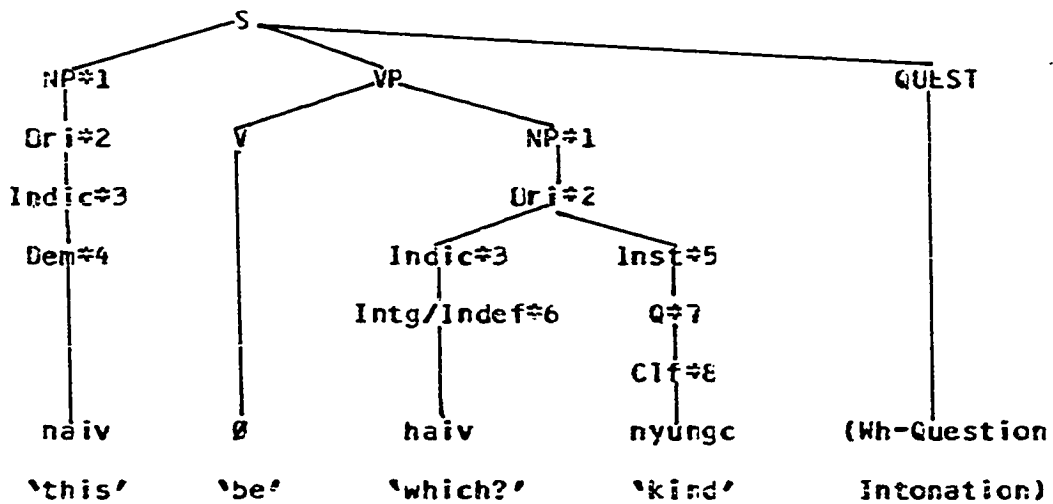 S
NP#1 VP QUEST
Ori#2 V NP#1
Indic#3 Ori#2
Dem#4 Indic#3 Inst#5
Intg/Indef#6 Q#7
Clf#8
naiv Ø haiv nyungc (Wh-Question
'this' 'be' 'which?' 'kind' Intonation)